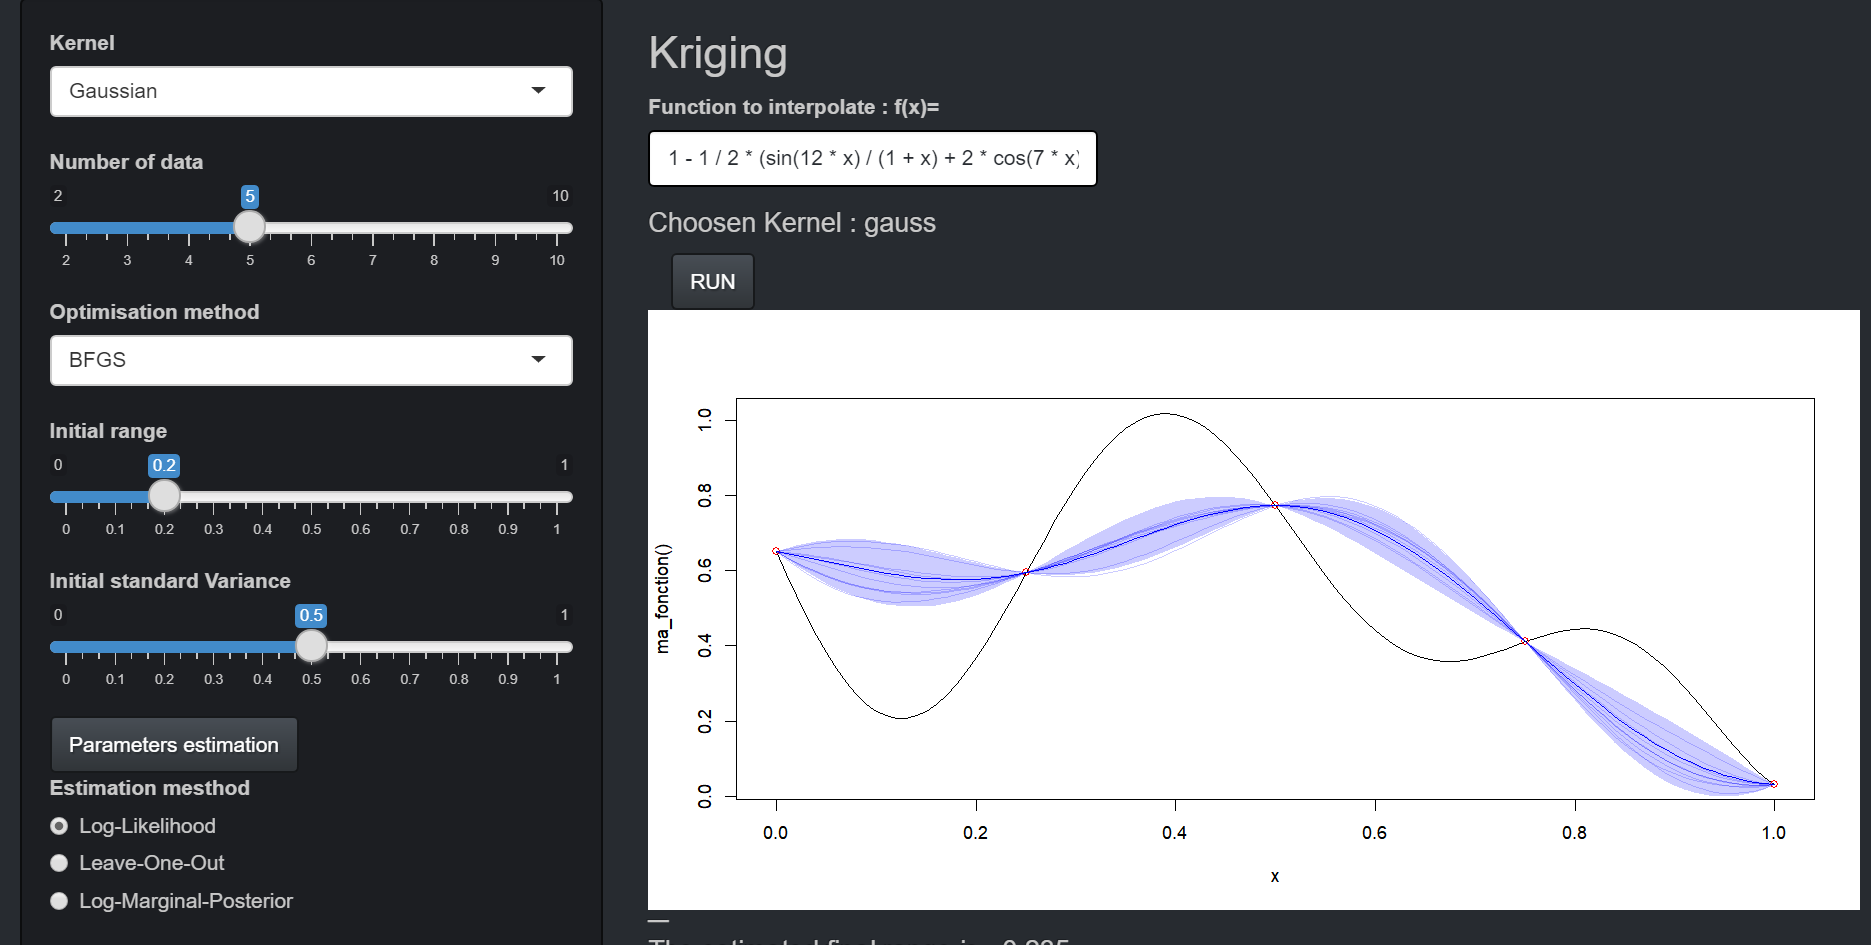 Kernel
Gaussian
Number of data
2 5 10
2 3 4 5 6 7 8 9 10
Optimisation method
BFGS
Initial range
0 0.2 1
0 0.1 0.2 0.3 0.4 0.5 0.6 0.7 0.8 0.9 1
Initial standard Variance
0 0.5 1
0 0.1 0.2 0.3 0.4 0.5 0.6 0.7 0.8 0.9 1
Parameters estimation
Estimation mesthod
Log-Likelihood
Leave-One-Out
Log-Marginal-Posterior
Kriging
Function to interpolate : f(x)=
1 - 1 / 2 * (sin(12 * x) / (1 + x) + 2 * cos(7 * x)
Choosen Kernel : gauss
RUN
ma_fonction()
1.0
0.8
0.6
0.4
0.2
0.0
0.0 0.2 0.4 0.6 0.8 1.0
x